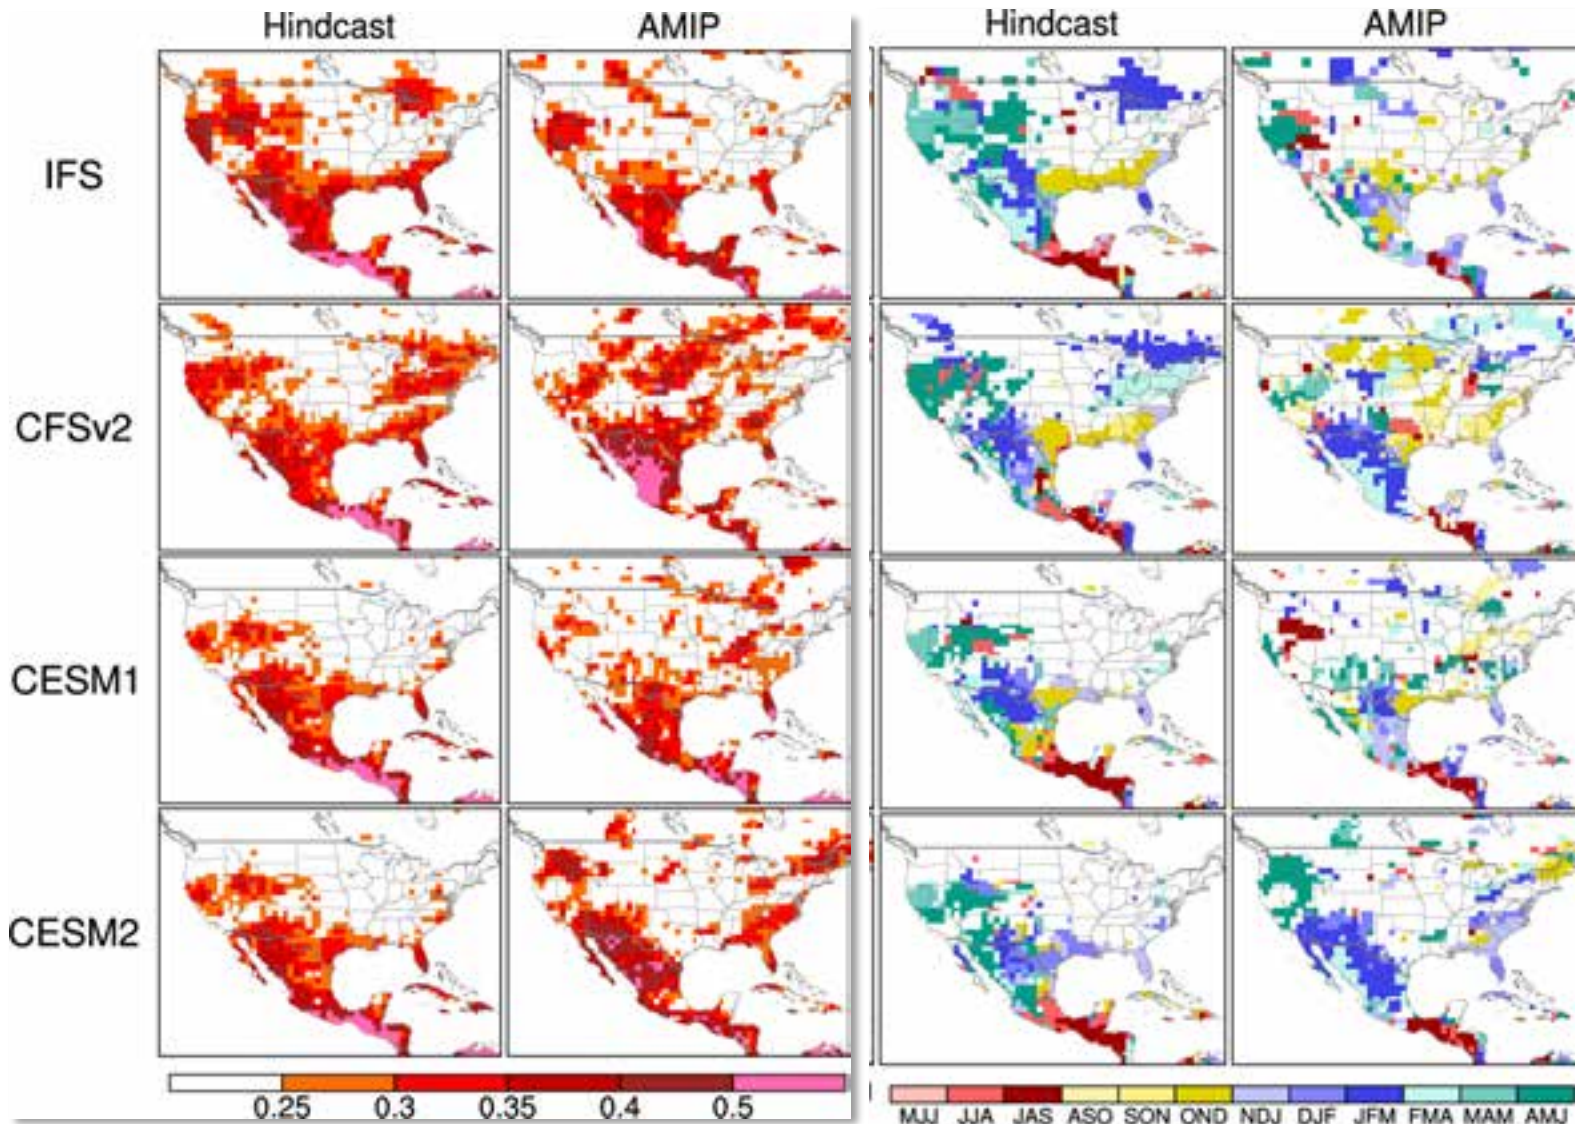 Hindcast AMIP Hindcast AMIP
IFS
CFSv2
CESM1
CESM2
0.25 0.3 0.35 0.4 0.5
MJJ JJA JAS ASO SON OND NDJ DJF JFM FMA MAM AMJ